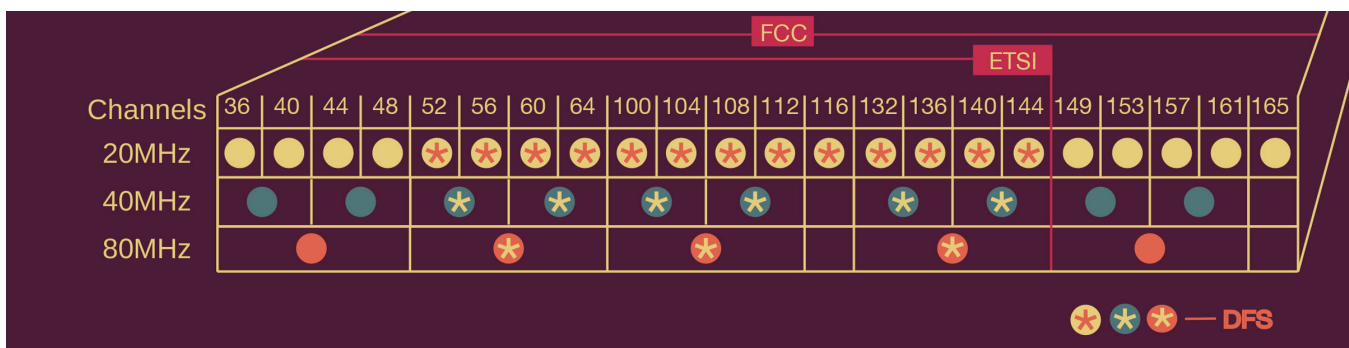 FCC
ETSI
Channels 36 40 44 48 52 56 60 64 100 104 108 112 116 132 136 140 144 149 153 157 161 165
20MHz
40MHz
80MHz
DFS